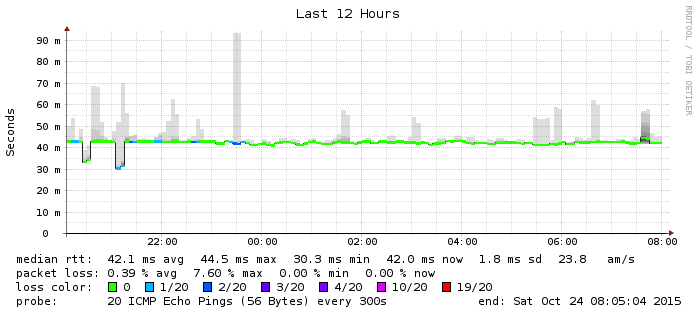 Last 12 Hours
RRDTOOL / TOBI OETIKER
Seconds
90 m
80 m
70 m
60 m
50 m
40 m
30 m
20 m
10 m
0
22:00 00:00 02:00 04:00 06:00 08:00
median rtt: 42.1 ms avg 44.5 ms max 30.3 ms min 42.0 ms now 1.8 ms sd 23.8 am/s
packet loss: 0.39 % avg 7.60 % max 0.00 % min 0.00 % now
loss color: 0 1/20 2/20 3/20 4/20 10/20 19/20
probe: 20 ICMP Echo Pings (56 Bytes) every 300s end: Sat Oct 24 08:05:04 2015